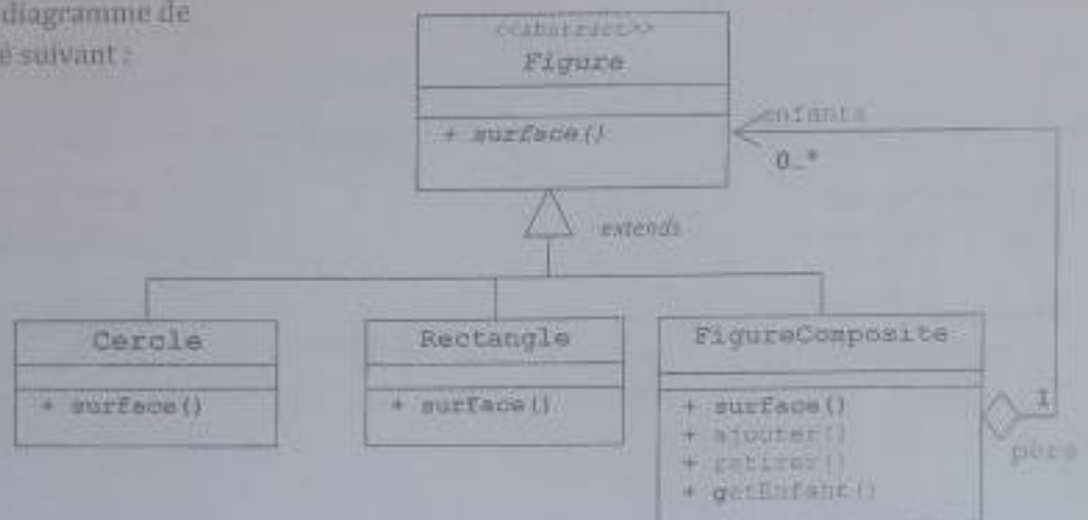 diagramme de
é suivant :
<<abstract>>
Figure
+ surface()
enfants
0..*
extends
Cercle
+ surface()
Rectangle
+ surface()
FigureComposite
+ surface()
+ ajouter()
+ retirer()
+ getEnfant()
1
pere